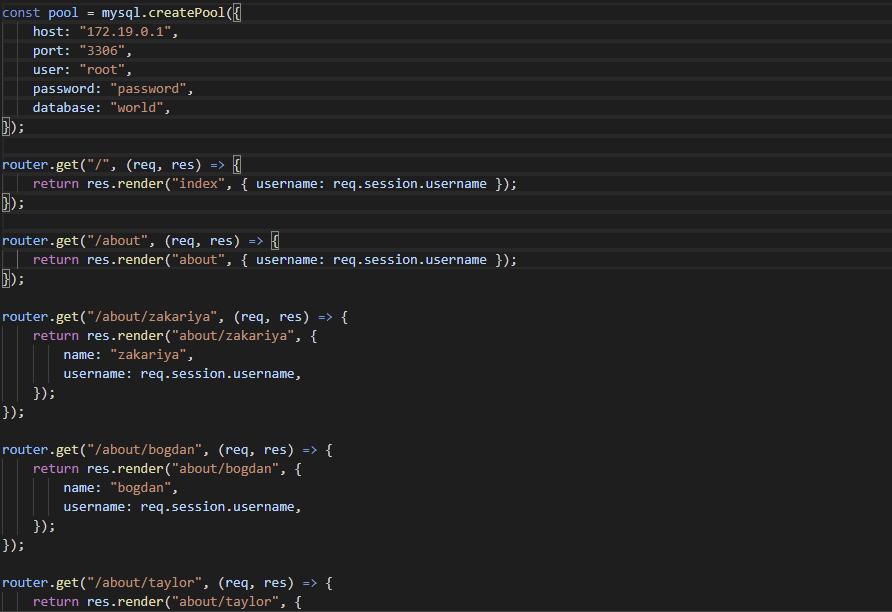 const pool = mysql.createPool({
    host: "172.19.0.1",
    port: "3306",
    user: "root",
    password: "password",
    database: "world",
});

router.get("/", (req, res) => {
    return res.render("index", { username: req.session.username });
});

router.get("/about", (req, res) => {
    return res.render("about", { username: req.session.username });
});

router.get("/about/zakariya", (req, res) => {
    return res.render("about/zakariya", {
        name: "zakariya",
        username: req.session.username,
    });
});

router.get("/about/bogdan", (req, res) => {
    return res.render("about/bogdan", {
        name: "bogdan",
        username: req.session.username,
    });
});

router.get("/about/taylor", (req, res) => {
    return res.render("about/taylor", {